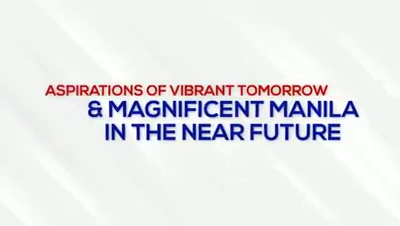 ASPIRATIONS OF VIBRANT TOMORROW
& MAGNIFICENT MANILA
IN THE NEAR FUTURE